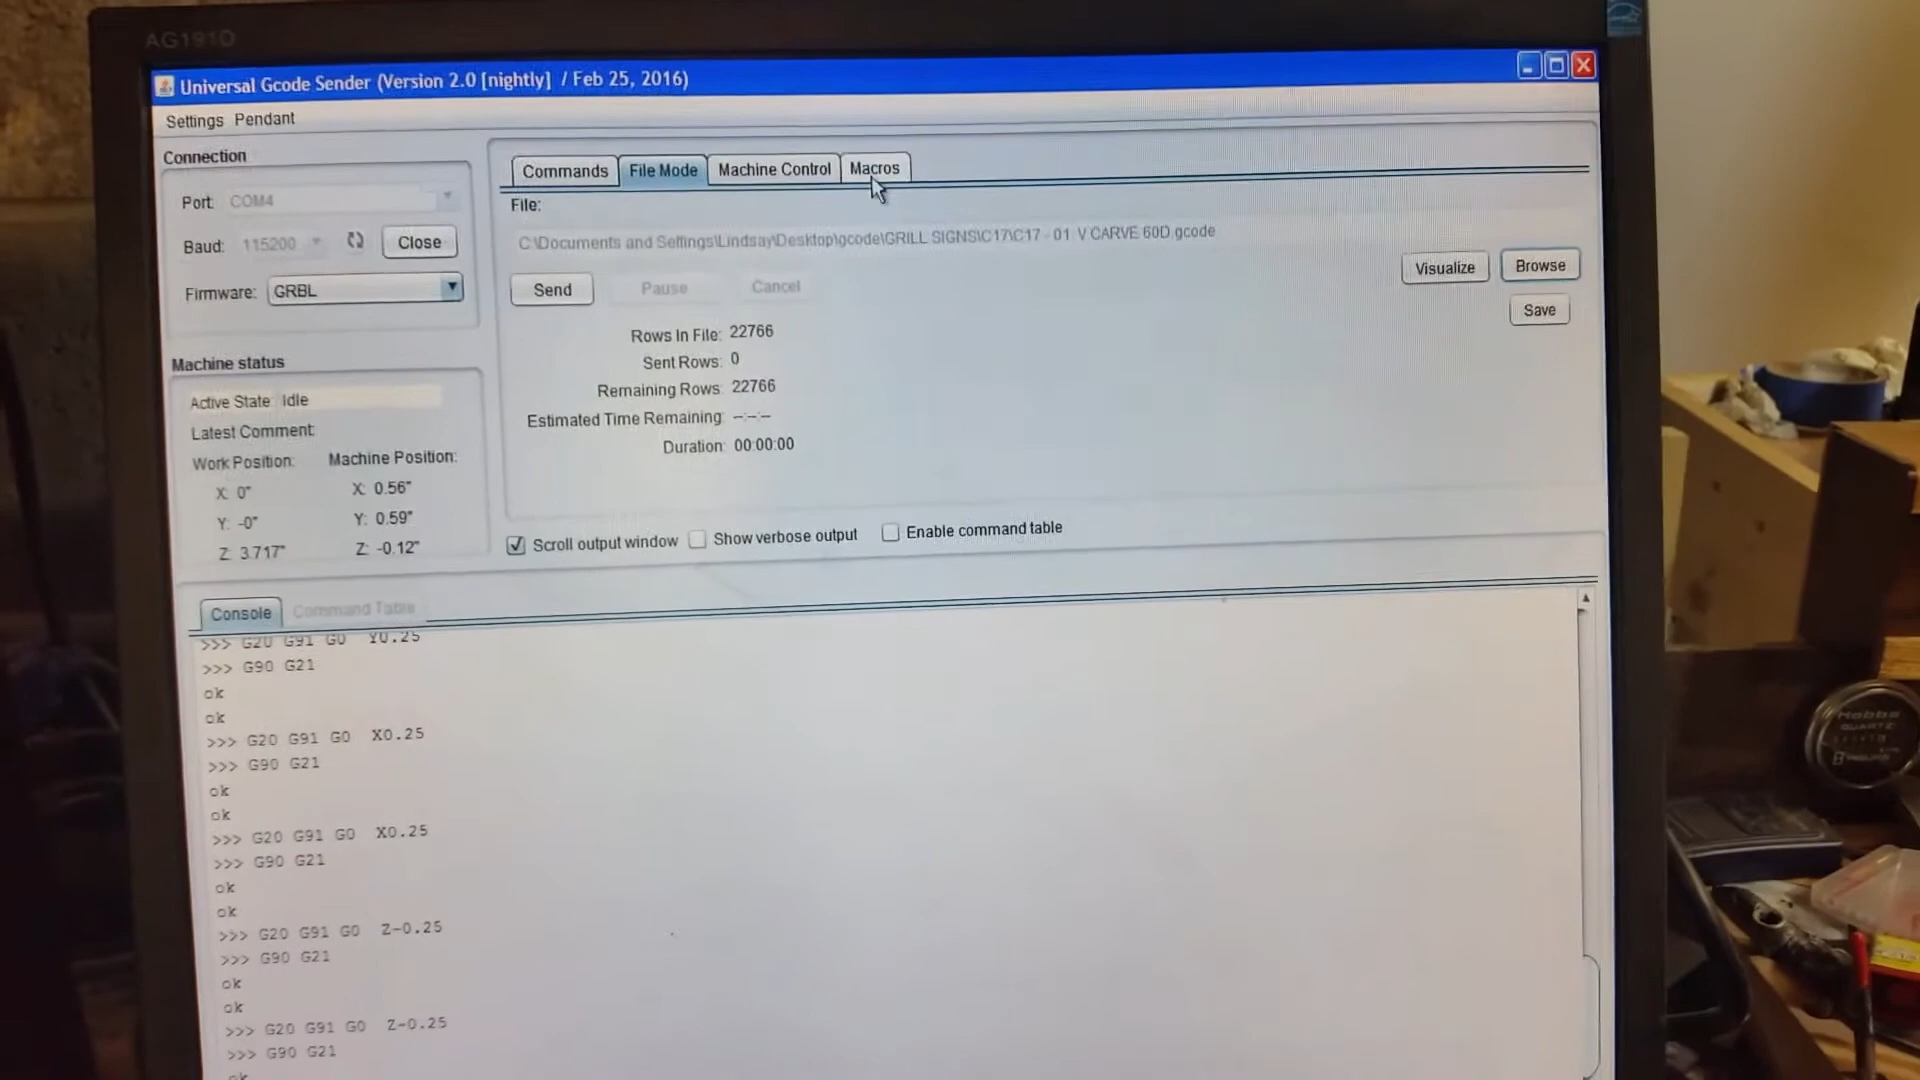 AG191D
Universal Gcode Sender (Version 2.0 [nightly] / Feb 25, 2016)
Settings Pendant
Connection
Port: COM4
Baud: 115200 Close
Firmware: GRBL
Machine status
Active State: Idle
Latest Comment:
Work Position: Machine Position:
X: 0" X: 0.56"
Y: -0" Y: 0.59"
Z: 3.717" Z: -0.12"
Commands File Mode Machine Control Macros
File:
C:\Documents and Settings\Lindsay\Desktop\gcode\GRILL SIGNS\C17\C17 - 01 V CARVE 60D.gcode
Visualize Browse
Send Pause Cancel
Save
Rows In File: 22766
Sent Rows: 0
Remaining Rows: 22766
Estimated Time Remaining: --:--:--
Duration: 00:00:00
Scroll output window Show verbose output Enable command table
Console Command Table
>>> G20 G91 G0 Y0.25
>>> G90 G21
ok
ok
>>> G20 G91 G0 X0.25
>>> G90 G21
ok
ok
>>> G20 G91 G0 X0.25
>>> G90 G21
ok
ok
>>> G20 G91 G0 Z-0.25
>>> G90 G21
ok
ok
>>> G20 G91 G0 Z-0.25
>>> G90 G21
ok
Hobbs
QUARTZ